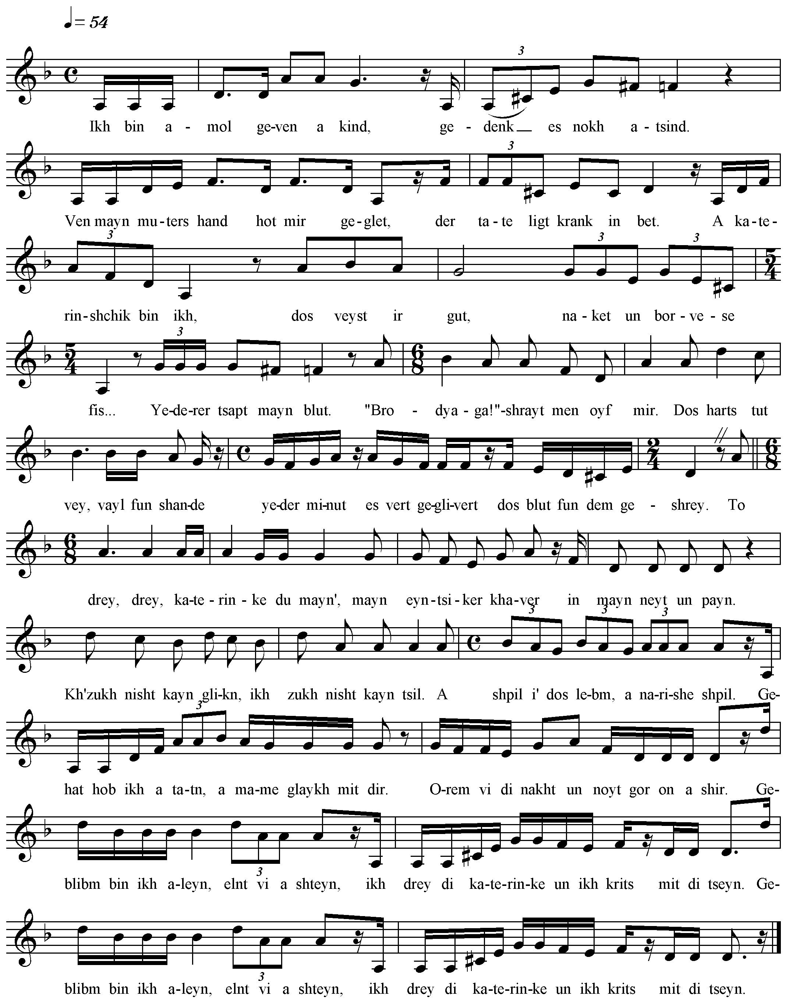 = 54
Ikh bin a - mol ge-ven a kind, ge - denk es nokh a - tsind.
Ven mayn mu-ters hand hot mir ge-glet, der ta-te ligt krank in bet. A ka-te-
rin-shchik bin ikh, dos veyst ir gut, na-ket un bor-ve-se
fis... Ye-de-rer tsapt mayn blut. "Bro - dya - ga!"-shrayt men oyf mir. Dos harts tut
vey, vayl fun shan-de ye-der mi-nut es vert ge-gli-vert dos blut fun dem ge - shrey. To
drey, drey, ka-te-rin-ke du mayn', mayn eyn-tsi-ker kha-ver in mayn neyt un payn.
Kh'zukh nisht kayn gli-kn, ikh zukh nisht kayn tsil. A shpil i' dos le-bm, a na-ri-she shpil. Ge-
hat hob ikh a ta-tn, a ma-me glaykh mit dir. O-rem vi di nakht un noyt gor on a shir. Ge-
blibm bin ikh a-leyn, elnt vi a shteyn, ikh drey di ka-te-rin-ke un ikh krits mit di tseyn. Ge-
blibm bin ikh a-leyn, elnt vi a shteyn, ikh drey di ka-te-rin-ke un ikh krits mit di tseyn.